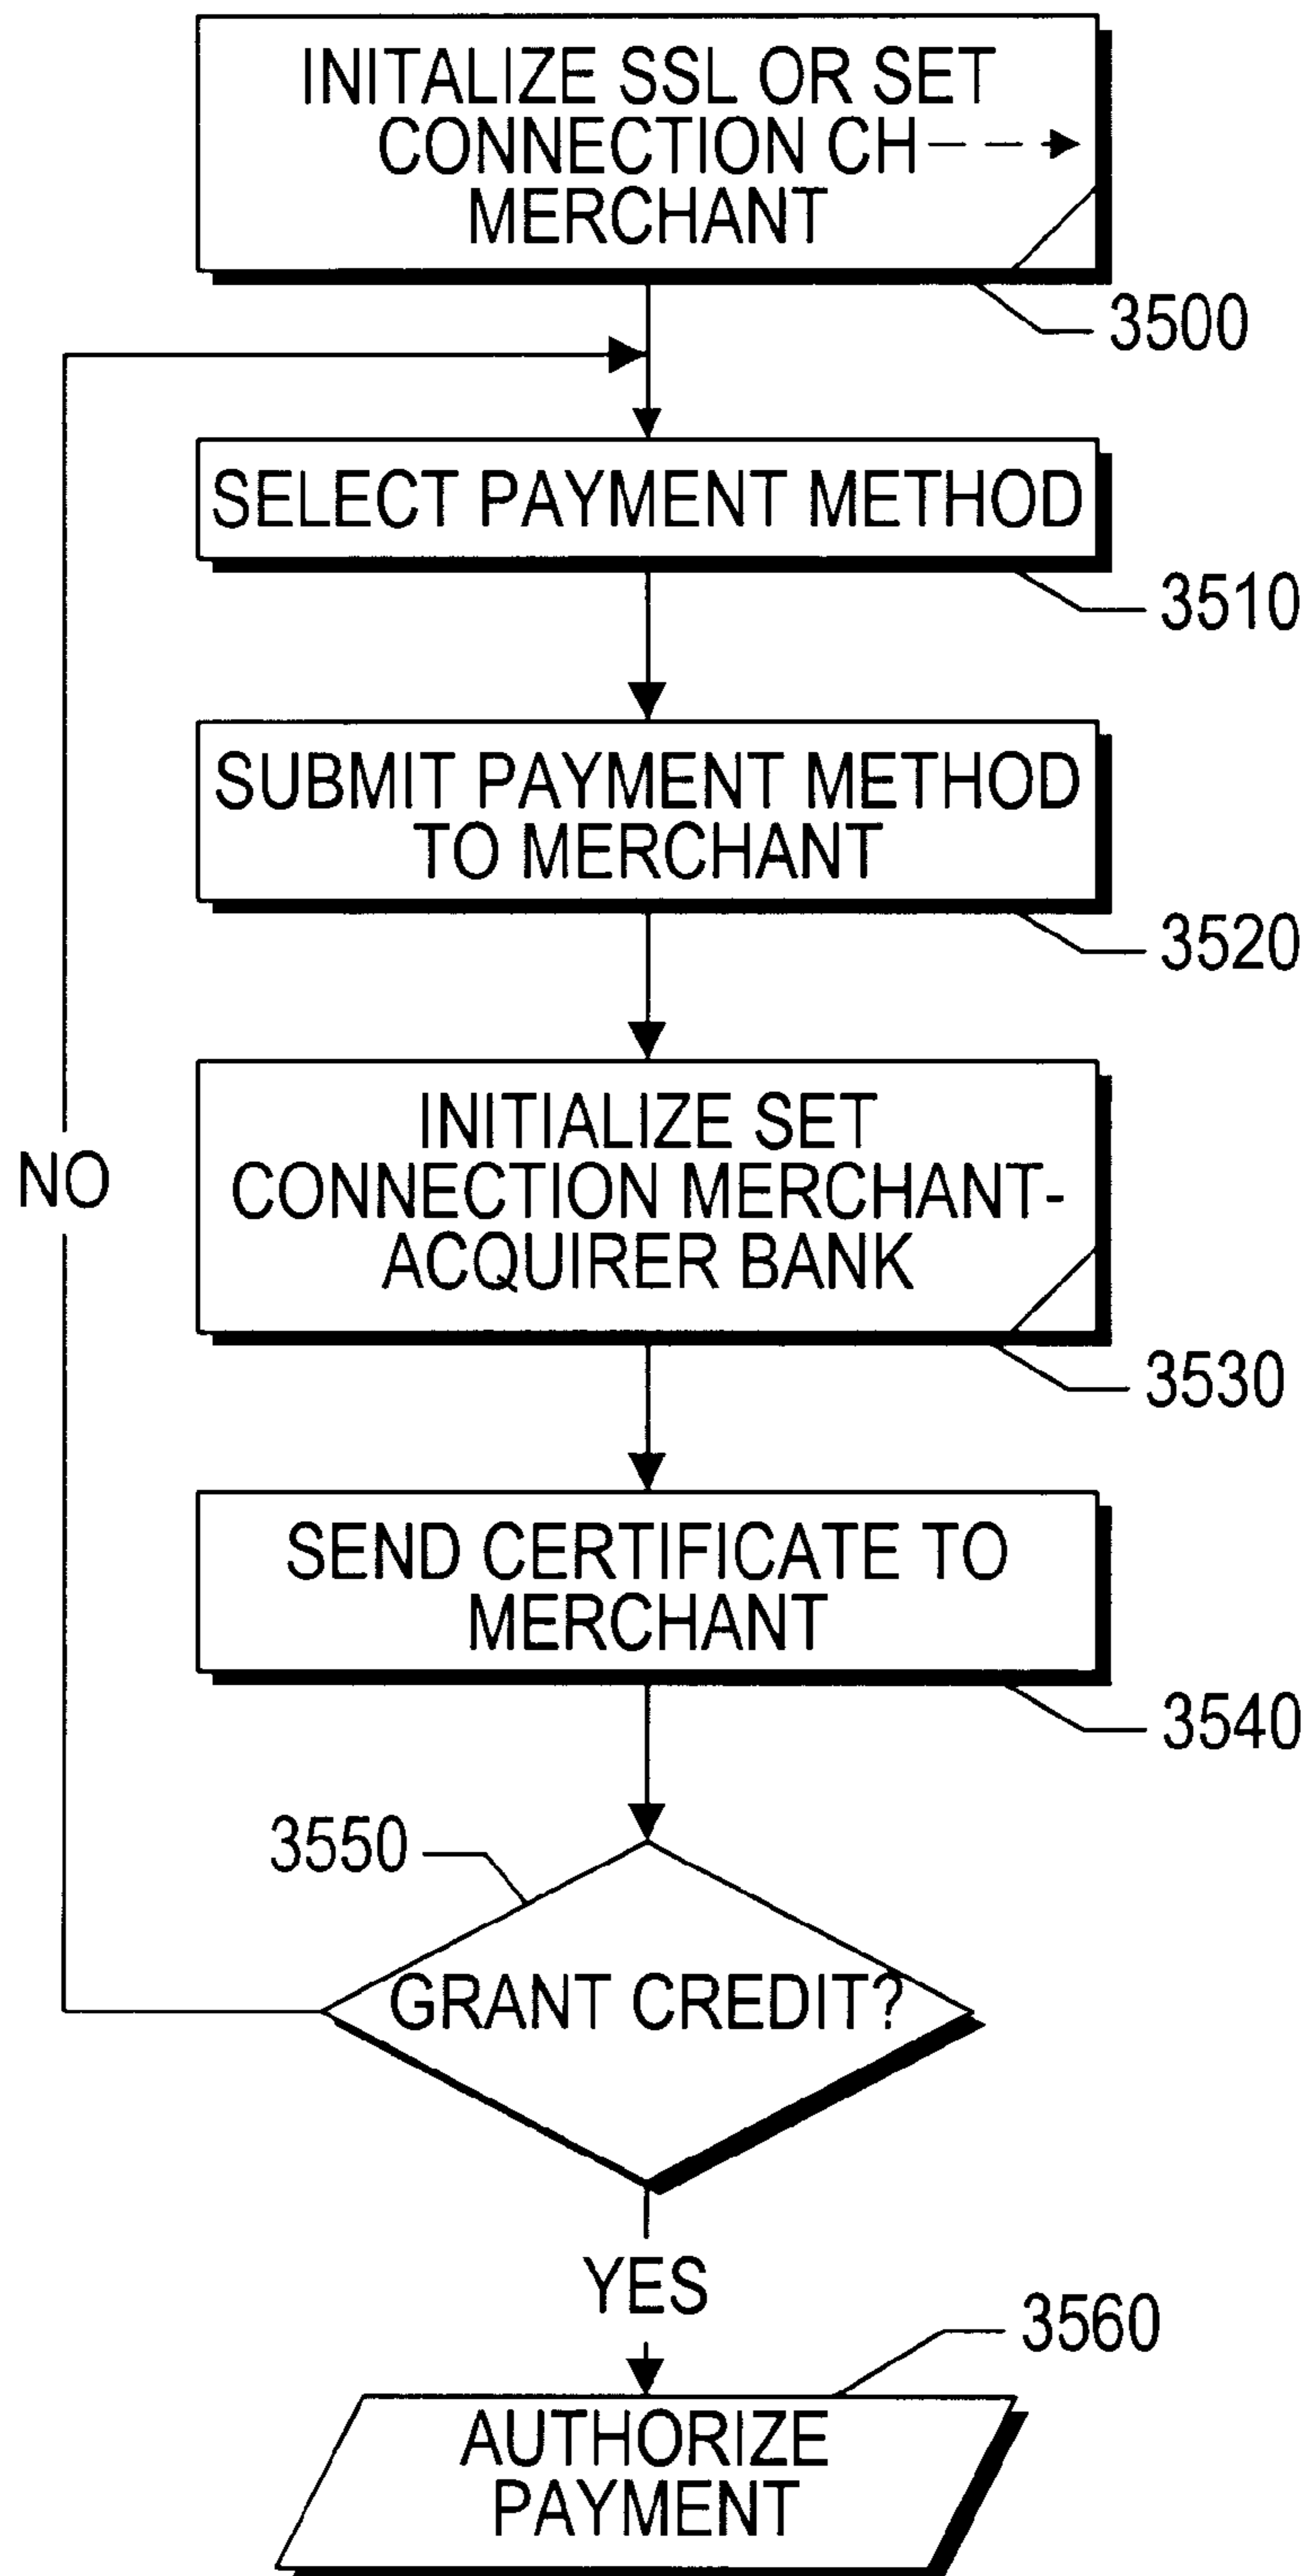 INITALIZE SSL OR SET
CONNECTION CH
MERCHANT
3500
SELECT PAYMENT METHOD
3510
SUBMIT PAYMENT METHOD
TO MERCHANT
3520
INITIALIZE SET
CONNECTION MERCHANT-
ACQUIRER BANK
NO
3530
SEND CERTIFICATE TO
MERCHANT
3540
3550
GRANT CREDIT?
YES
3560
AUTHORIZE
PAYMENT